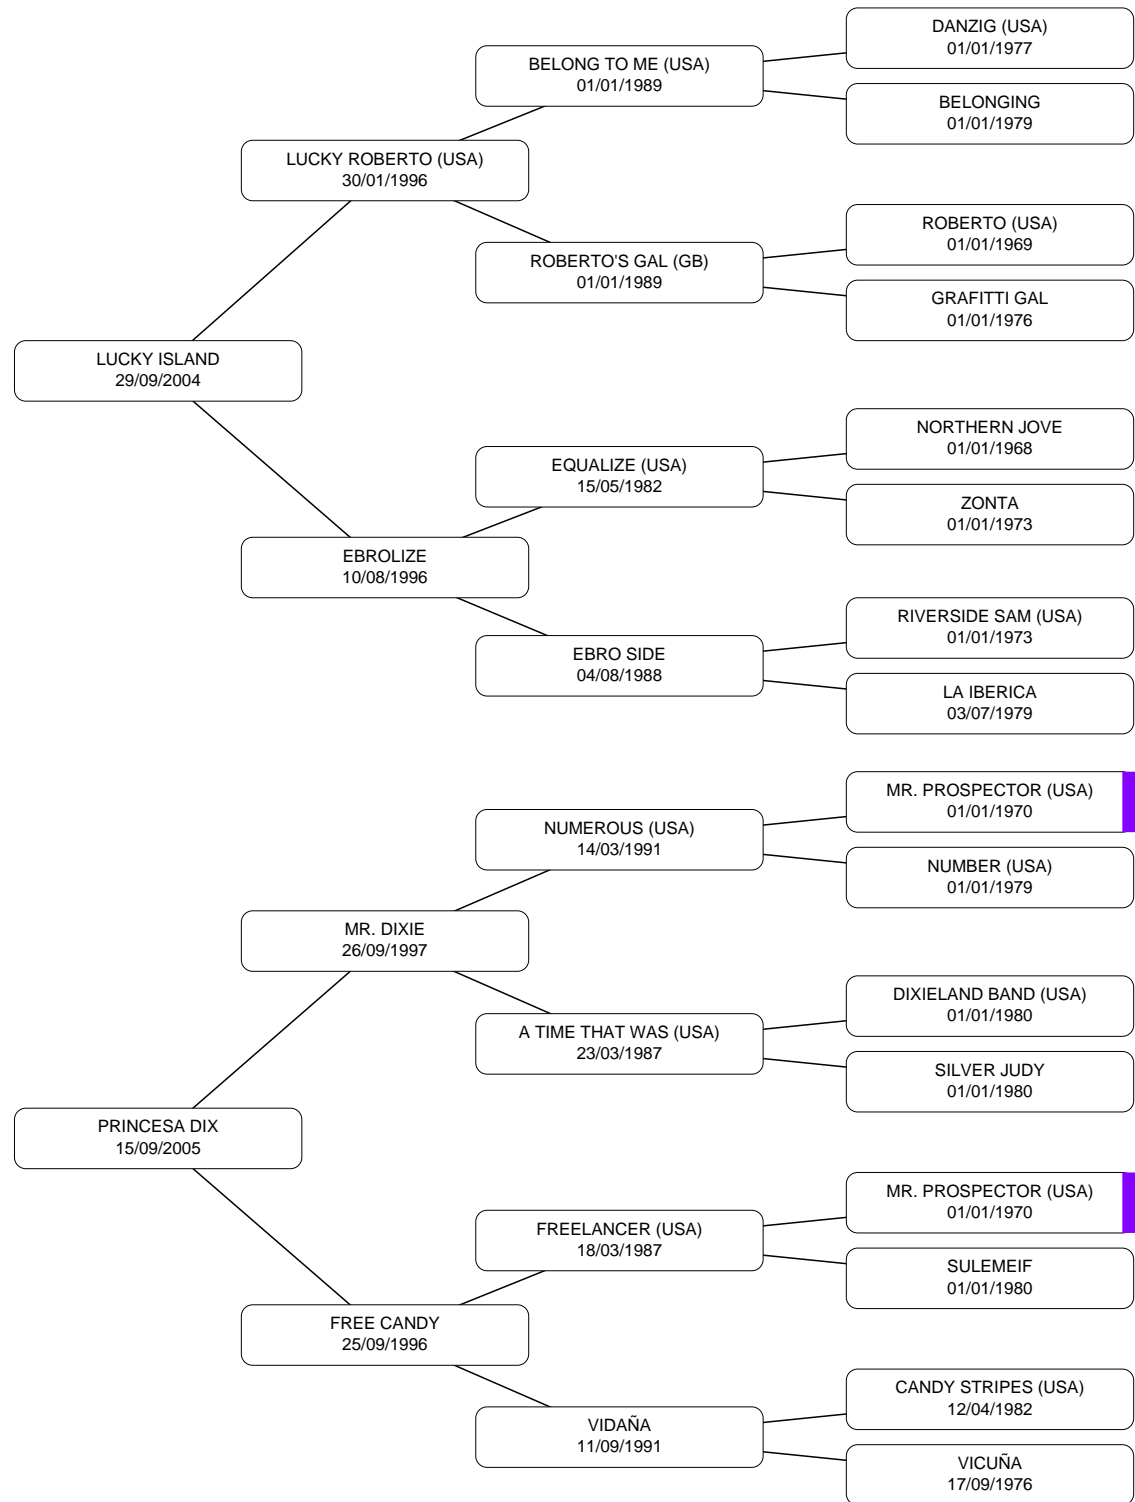 DANZIG (USA)
01/01/1977
BELONG TO ME (USA)
01/01/1989
BELONGING
01/01/1979
LUCKY ROBERTO (USA)
30/01/1996
ROBERTO (USA)
01/01/1969
ROBERTO'S GAL (GB)
01/01/1989
GRAFITTI GAL
01/01/1976
LUCKY ISLAND
29/09/2004
NORTHERN JOVE
01/01/1968
EQUALIZE (USA)
15/05/1982
ZONTA
01/01/1973
EBROLIZE
10/08/1996
RIVERSIDE SAM (USA)
01/01/1973
EBRO SIDE
04/08/1988
LA IBERICA
03/07/1979
MR. PROSPECTOR (USA)
01/01/1970
NUMEROUS (USA)
14/03/1991
NUMBER (USA)
01/01/1979
MR. DIXIE
26/09/1997
DIXIELAND BAND (USA)
01/01/1980
A TIME THAT WAS (USA)
23/03/1987
SILVER JUDY
01/01/1980
PRINCESA DIX
15/09/2005
MR. PROSPECTOR (USA)
01/01/1970
FREELANCER (USA)
18/03/1987
SULEMEIF
01/01/1980
FREE CANDY
25/09/1996
CANDY STRIPES (USA)
12/04/1982
VIDAÑA
11/09/1991
VICUÑA
17/09/1976